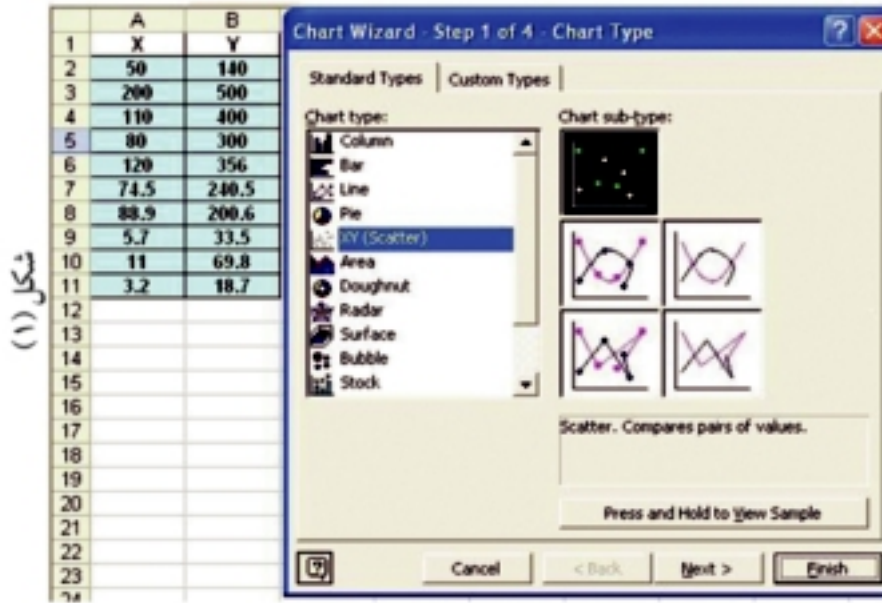 A B
1 X Y
2 50 140
3 200 500
4 110 400
5 80 300
6 120 356
7 74.5 240.5
8 88.9 200.6
9 5.7 33.5
10 11 69.8
11 3.2 18.7
12
13
14
15
16
17
18
19
20
21
22
23
24
Chart Wizard - Step 1 of 4 - Chart Type
Standard Types Custom Types
Chart type:
Column
Bar
Line
Pie
XY (Scatter)
Area
Doughnut
Radar
Surface
Bubble
Stock
Chart sub-type:
Scatter. Compares pairs of values.
Press and Hold to View Sample
Cancel < Back Next > Finish
شكل (١)